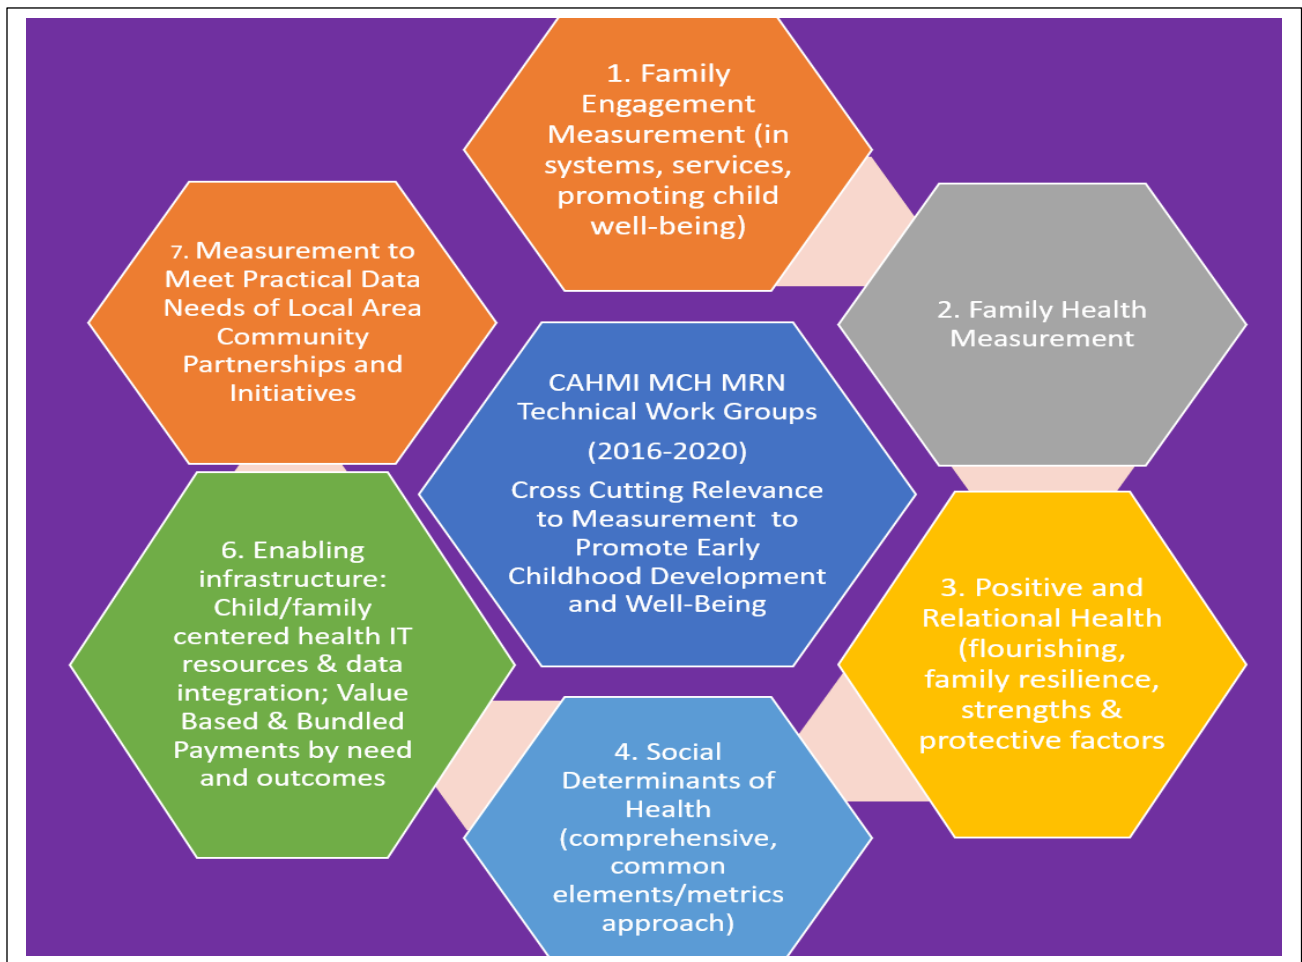 1. Family
Engagement
Measurement (in
systems, services,
promoting child
well-being)
2. Family Health
Measurement
3. Positive and
Relational Health
(flourishing,
family resilience,
strengths &
protective factors
4. Social
Determinants of
Health
(comprehensive,
common
elements/metrics
approach)
6. Enabling
infrastructure:
Child/family
centered health IT
resources & data
integration; Value
Based & Bundled
Payments by need
and outcomes
7. Measurement to
Meet Practical Data
Needs of Local Area
Community
Partnerships and
Initiatives
CAHMI MCH MRN
Technical Work Groups
(2016-2020)
Cross Cutting Relevance
to Measurement to
Promote Early
Childhood Development
and Well-Being